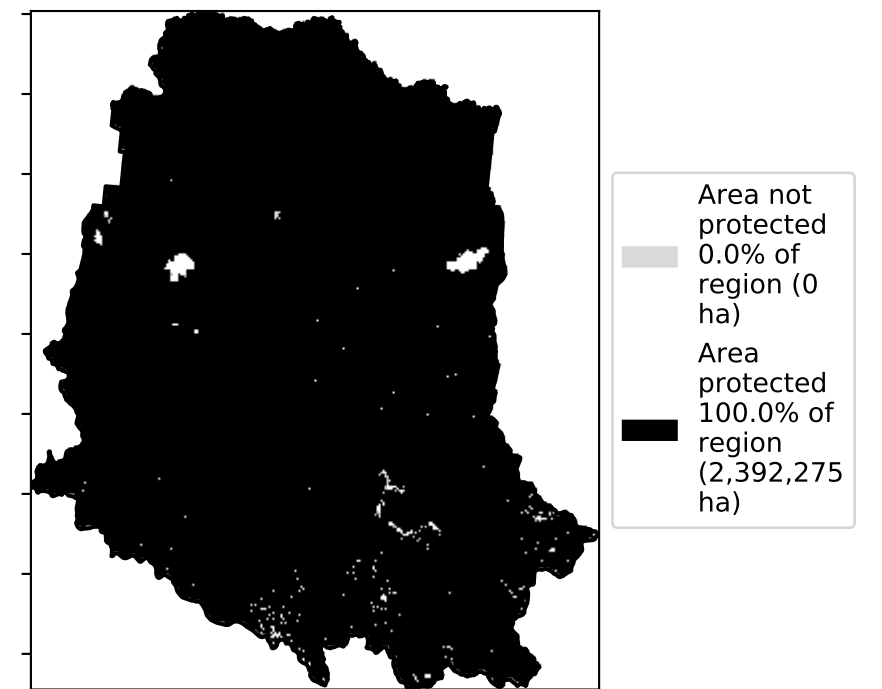 Area not
protected
0.0% of
region (0
ha)
Area
protected
100.0% of
region
(2,392,275
ha)